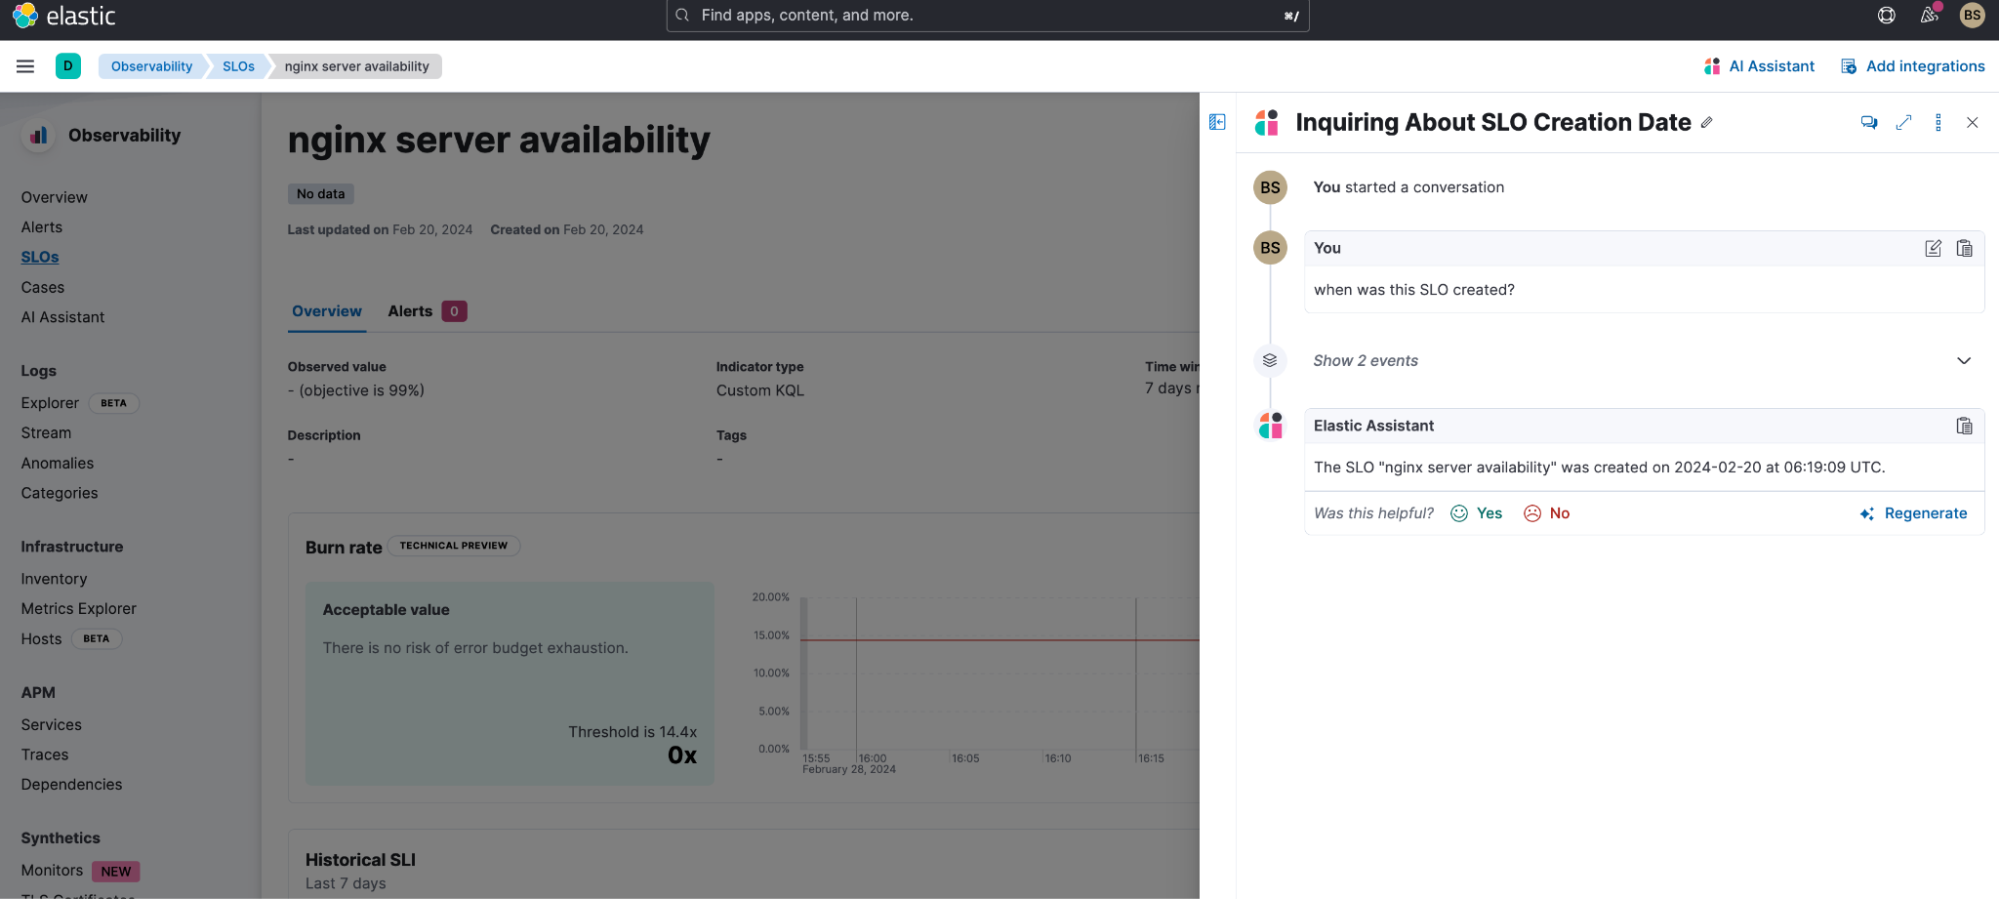 elastic
Find apps, content, and more.
⌘/
BS
D
Observability
SLOs
nginx server availability
AI Assistant
Add integrations
Observability
Overview
Alerts
SLOs
Cases
AI Assistant
Logs
Explorer BETA
Stream
Anomalies
Categories
Infrastructure
Inventory
Metrics Explorer
Hosts BETA
APM
Services
Traces
Dependencies
Synthetics
Monitors NEW
TLS Certificates
nginx server availability
No data
Last updated on Feb 20, 2024 Created on Feb 20, 2024
Overview Alerts 0
Observed value
- (objective is 99%)
Indicator type
Custom KQL
Time win
7 days r
Description
-
Tags
-
Burn rate TECHNICAL PREVIEW
Acceptable value
There is no risk of error budget exhaustion.
Threshold is 14.4x
0x
20.00%
15.00%
10.00%
5.00%
0.00%
15:55 16:00 16:05 16:10 16:15
February 28, 2024
Historical SLI
Last 7 days
Inquiring About SLO Creation Date
BS
You started a conversation
BS
You
when was this SLO created?
Show 2 events
Elastic Assistant
The SLO "nginx server availability" was created on 2024-02-20 at 06:19:09 UTC.
Was this helpful? Yes No Regenerate